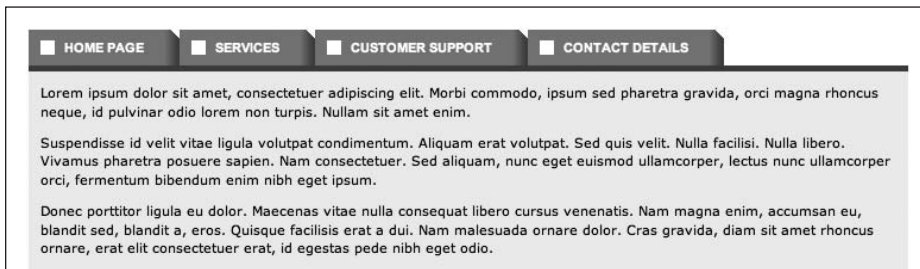 HOME PAGE SERVICES CUSTOMER SUPPORT CONTACT DETAILS
Lorem ipsum dolor sit amet, consectetuer adipiscing elit. Morbi commodo, ipsum sed pharetra gravida, orci magna rhoncus
neque, id pulvinar odio lorem non turpis. Nullam sit amet enim.
Suspendisse id velit vitae ligula volutpat condimentum. Aliquam erat volutpat. Sed quis velit. Nulla facilisi. Nulla libero.
Vivamus pharetra posuere sapien. Nam consectetuer. Sed aliquam, nunc eget euismod ullamcorper, lectus nunc ullamcorper
orci, fermentum bibendum enim nibh eget ipsum.
Donec porttitor ligula eu dolor. Maecenas vitae nulla consequat libero cursus venenatis. Nam magna enim, accumsan eu,
blandit sed, blandit a, eros. Quisque facilisis erat a dui. Nam malesuada ornare dolor. Cras gravida, diam sit amet rhoncus
ornare, erat elit consectetuer erat, id egestas pede nibh eget odio.